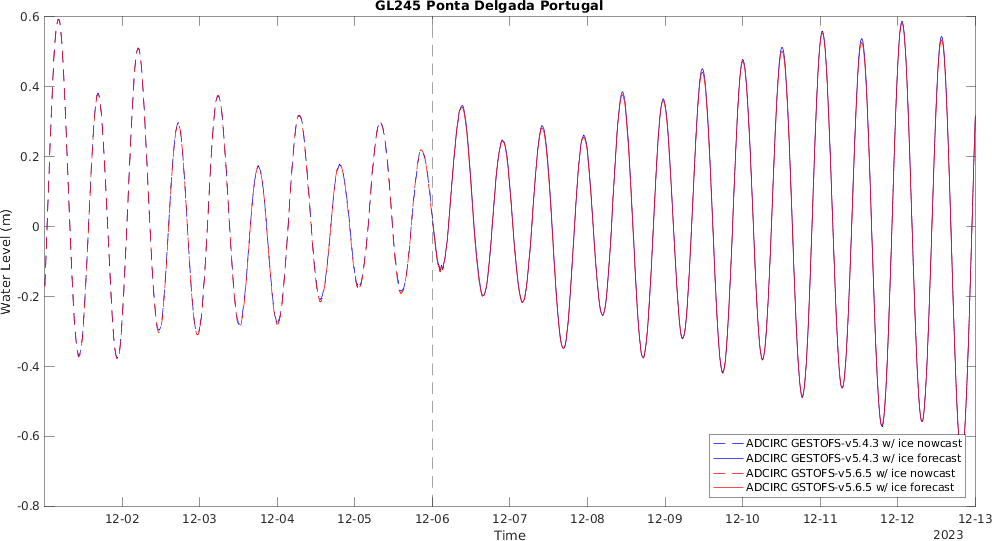 GL245 Ponta Delgada Portugal
0.6
0.4
0.2
0
-0.2
-0.4
-0.6
-0.8
Water Level (m)
ADCIRC GESTOFS-v5.4.3 w/ ice nowcast
ADCIRC GESTOFS-v5.4.3 w/ ice forecast
ADCIRC GSTOFS-v5.6.5 w/ ice nowcast
ADCIRC GSTOFS-v5.6.5 w/ ice forecast
12-02 12-03 12-04 12-05 12-06 12-07 12-08 12-09 12-10 12-11 12-12 12-13
Time
2023